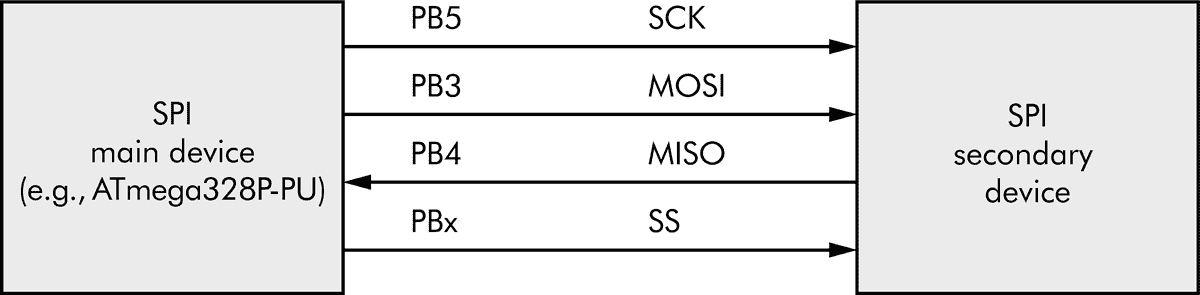 SPI
main device
(e.g., ATmega328P-PU)
PB5 SCK
PB3 MOSI
PB4 MISO
PBx SS
SPI
secondary
device